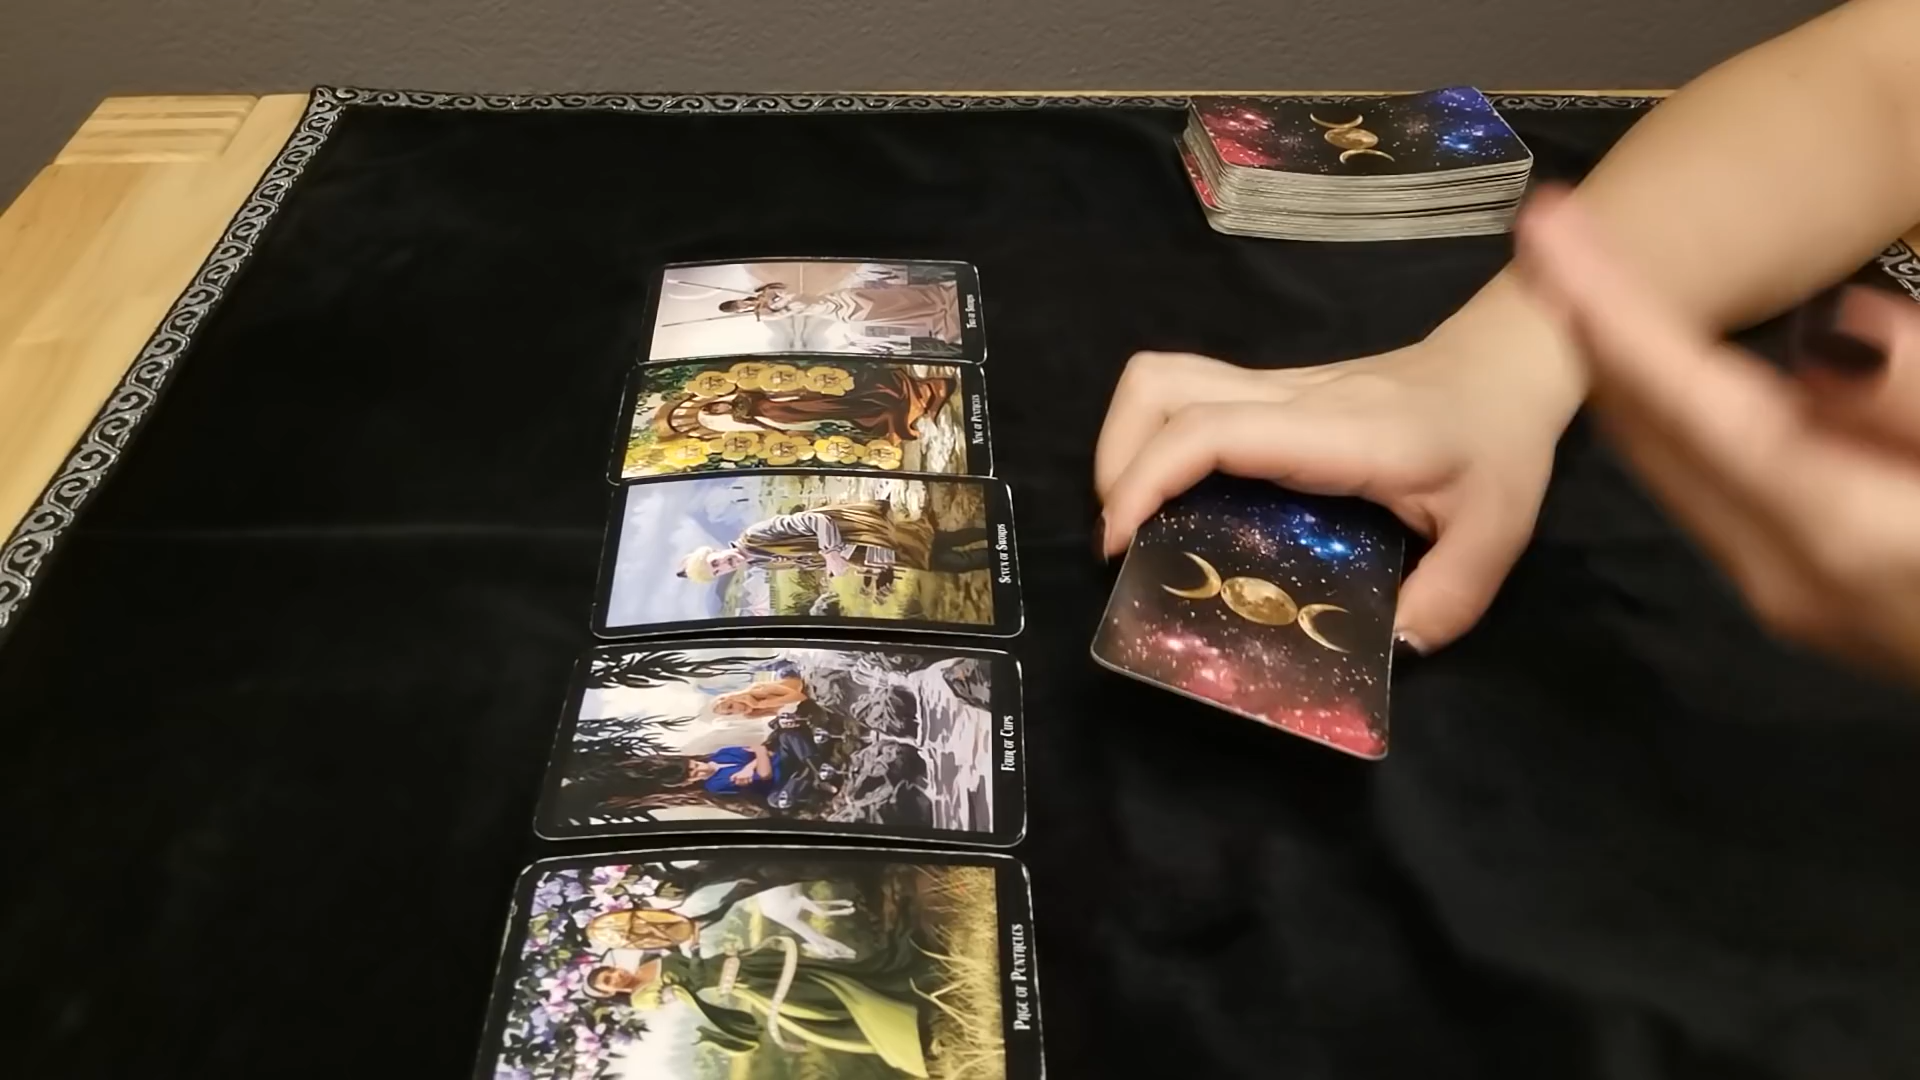 Two of Swords
Nine of Pentacles
Seven of Swords
Four of Cups
Page of Pentacles